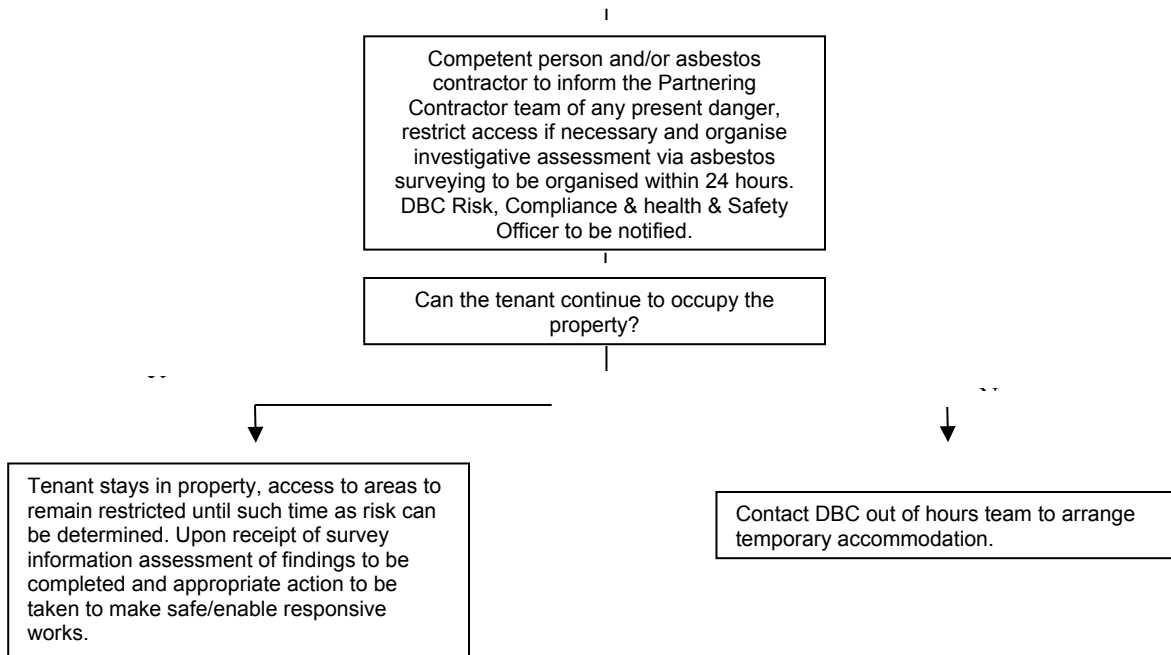 Competent person and/or asbestos
contractor to inform the Partnering
Contractor team of any present danger,
restrict access if necessary and organise
investigative assessment via asbestos
surveying to be organised within 24 hours.
DBC Risk, Compliance & health & Safety
Officer to be notified.
Can the tenant continue to occupy the
property?
Tenant stays in property, access to areas to
remain restricted until such time as risk can
be determined. Upon receipt of survey
information assessment of findings to be
completed and appropriate action to be
taken to make safe/enable responsive
works.
Contact DBC out of hours team to arrange
temporary accommodation.